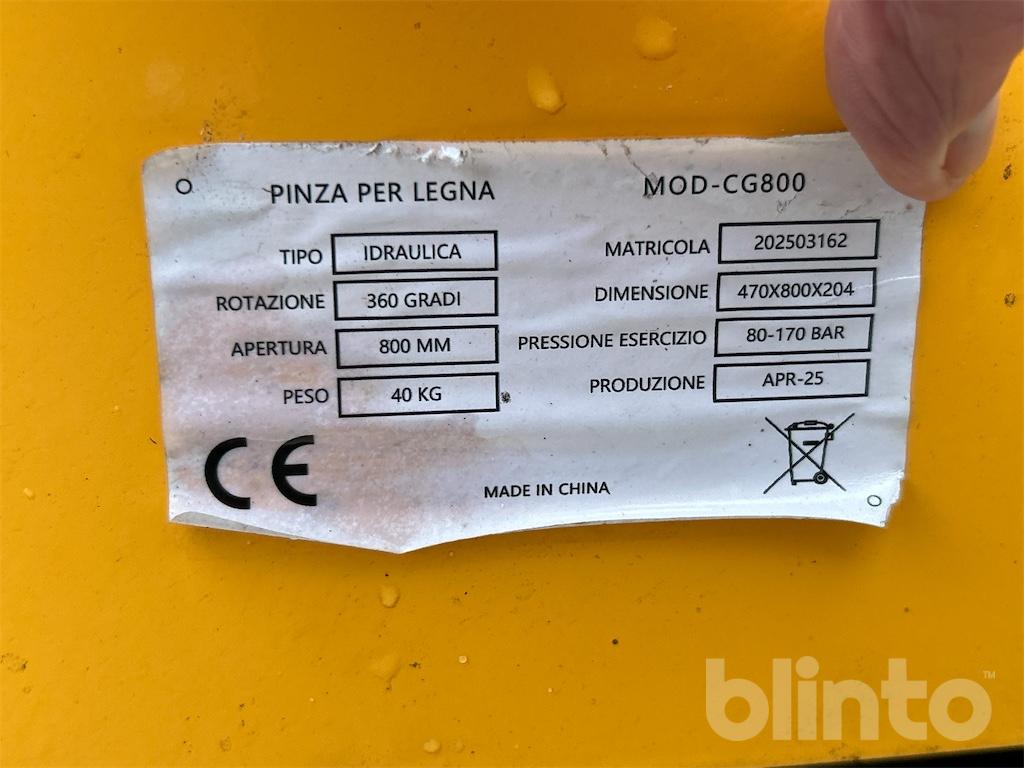 PINZA PER LEGNA MOD-CG800
TIPO IDRAULICA MATRICOLA 202503162
ROTAZIONE 360 GRADI DIMENSIONE 470X800X204
APERTURA 800 MM PRESSIONE ESERCIZIO 80-170 BAR
PESO 40 KG PRODUZIONE APR-25
CE
MADE IN CHINA
blinto™